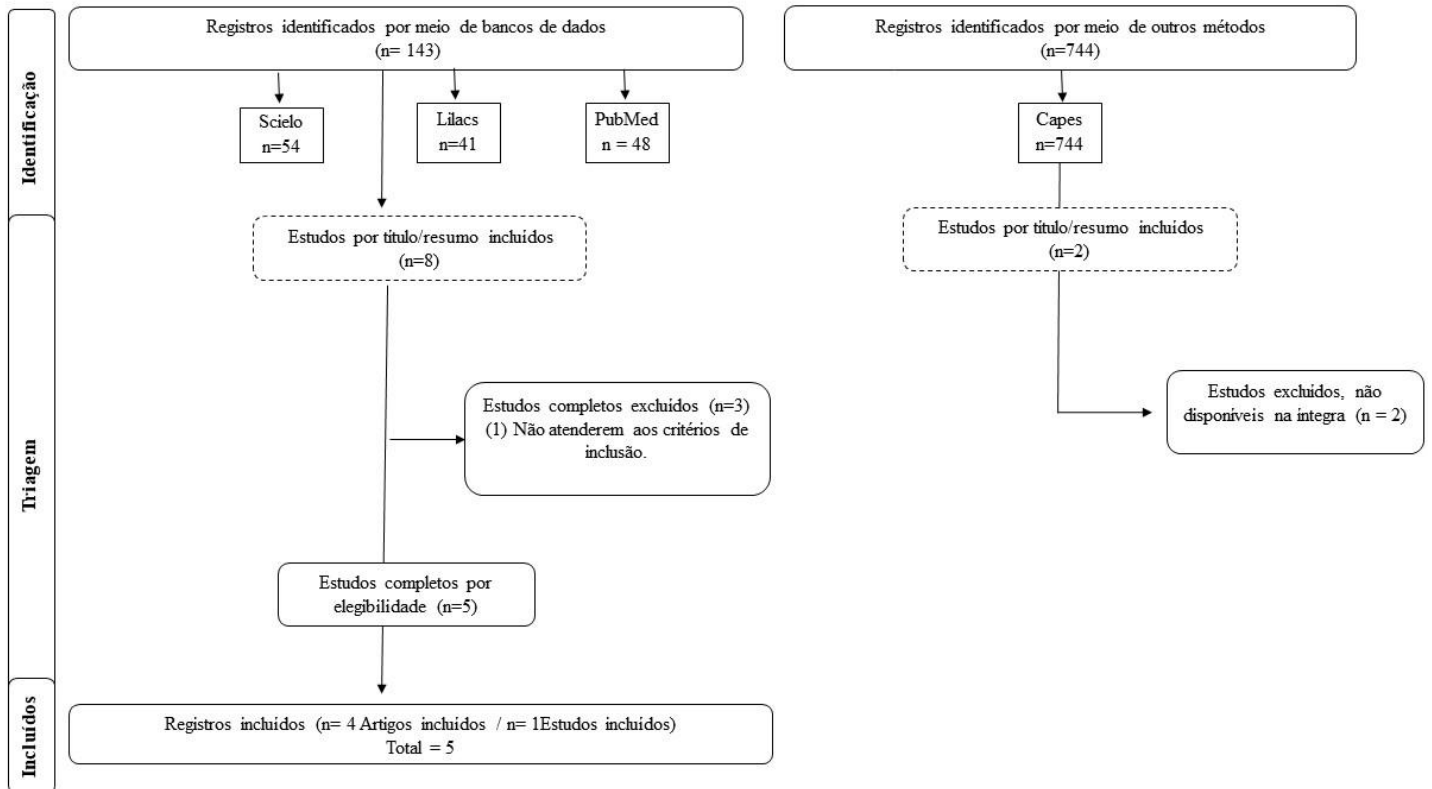 Identificação
Registros identificados por meio de bancos de dados
(n= 143)
Scielo
n=54
Lilacs
n=41
PubMed
n = 48
Registros identificados por meio de outros métodos
(n=744)
Capes
n=744
Triagem
Estudos por título/resumo incluídos
(n=8)
Estudos por título/resumo incluídos
(n=2)
Estudos completos excluídos (n=3)
(1) Não atenderem aos critérios de
inclusão.
Estudos excluídos, não
disponíveis na íntegra (n = 2)
Estudos completos por
elegibilidade (n=5)
Incluídos
Registros incluídos (n= 4 Artigos incluídos / n= 1Estudos incluídos)
Total = 5